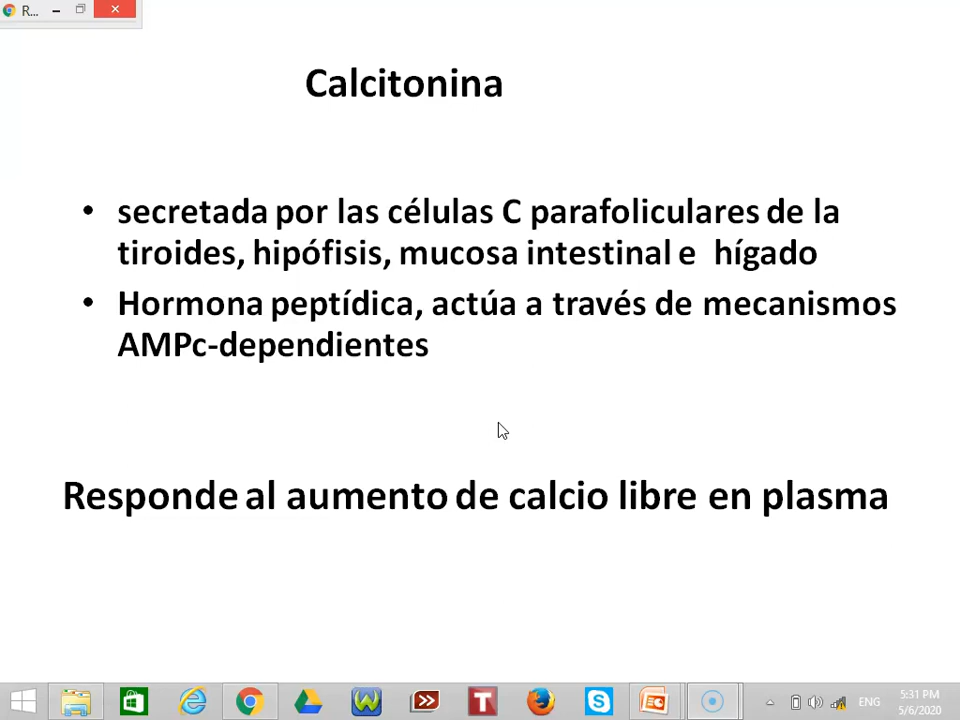 R...
Calcitonina
• secretada por las células C parafoliculares de la
tiroides, hipófisis, mucosa intestinal e hígado
• Hormona peptídica, actúa a través de mecanismos
AMPc-dependientes
Responde al aumento de calcio libre en plasma
ENG
5:31 PM
5/6/2020